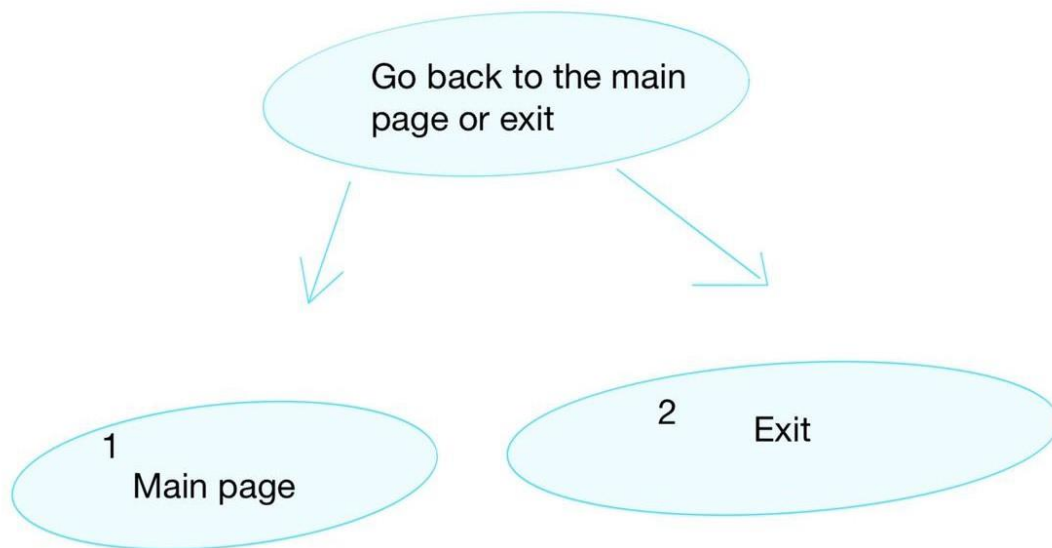 Go back to the main
page or exit
1
Main page
2
Exit